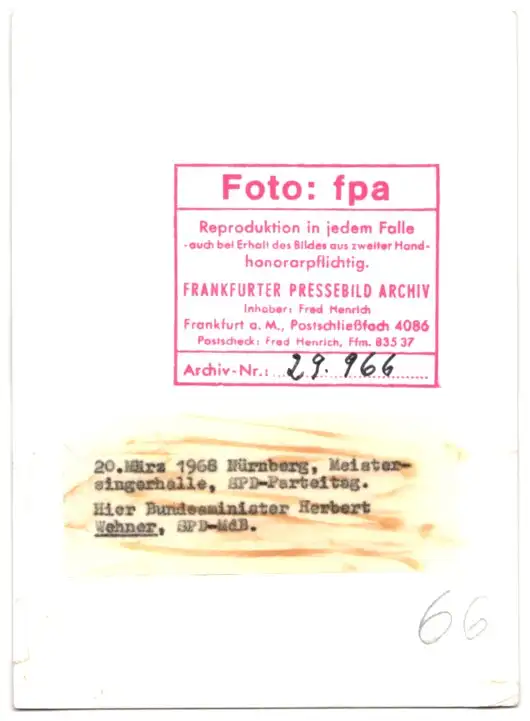 Foto: fpa
Reproduktion in jedem Falle
-auch bei Erhalt des Bildes aus zweiter Hand-
honorarpflichtig.
FRANKFURTER PRESSEBILD ARCHIV
Inhaber: Fred Henrich
Frankfurt a. M., Postschließfach 4086
Postscheck: Fred Henrich, Ffm. 835 37
Archiv-Nr.: 29.966
20.März 1968 Nürnberg, Meister-
singerhalle, SPD-Parteitag.
Hier Bundesminister Herbert
Wehner, SPD-MdB.
66